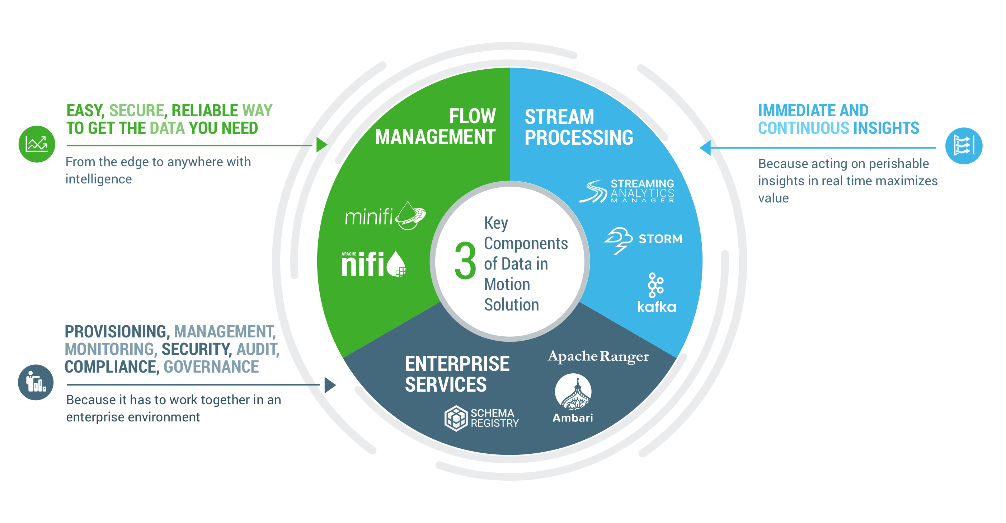 EASY, SECURE, RELIABLE WAY
TO GET THE DATA YOU NEED
From the edge to anywhere with
intelligence
FLOW
MANAGEMENT
minifi
APACHE
nifi
STREAM
PROCESSING
STREAMING
ANALYTICS
MANAGER
STORM
kafka
IMMEDIATE AND
CONTINUOUS INSIGHTS
Because acting on perishable
insights in real time maximizes
value
3
Key
Components
of Data in
Motion
Solution
PROVISIONING, MANAGEMENT,
MONITORING, SECURITY, AUDIT,
COMPLIANCE, GOVERNANCE
Because it has to work together in an
enterprise environment
ENTERPRISE
SERVICES
Apache Ranger
Ambari
SCHEMA
REGISTRY